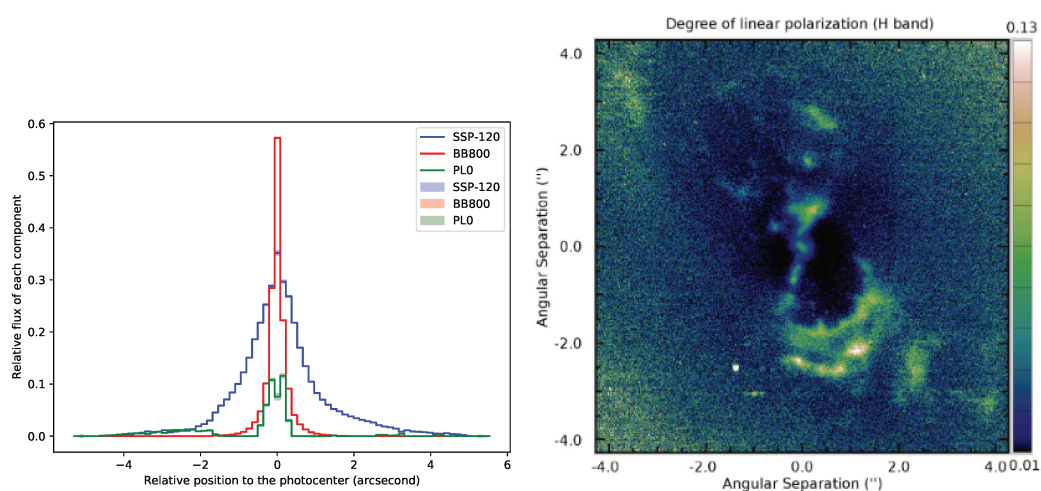 0.6
0.5
0.4
0.3
0.2
0.1
0.0
Relative flux of each component
SSP-120
BB800
PL0
SSP-120
BB800
PL0
−4 −2 0 2 4 6
Relative position to the photocenter (arcsecond)
Degree of linear polarization (H band)
0.13
4.0
2.0
0.0
-2.0
-4.0
Angular Separation ('')
-4.0 -2.0 0.0 2.0 4.0 0.01
Angular Separation ('')